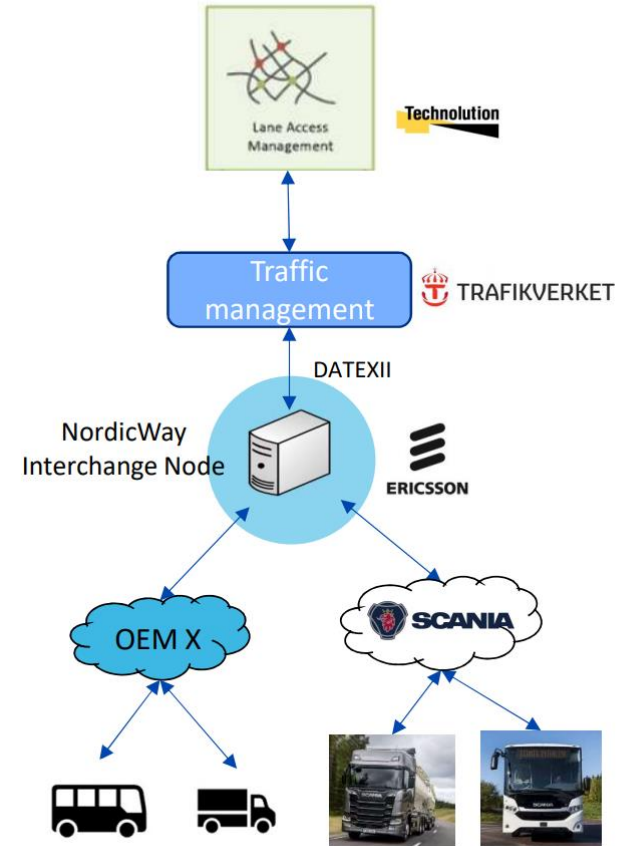 Lane Access
Management
Technolution
Traffic
management
TRAFIKVERKET
DATEXII
NordicWay
Interchange Node
ERICSSON
OEM X
SCANIA